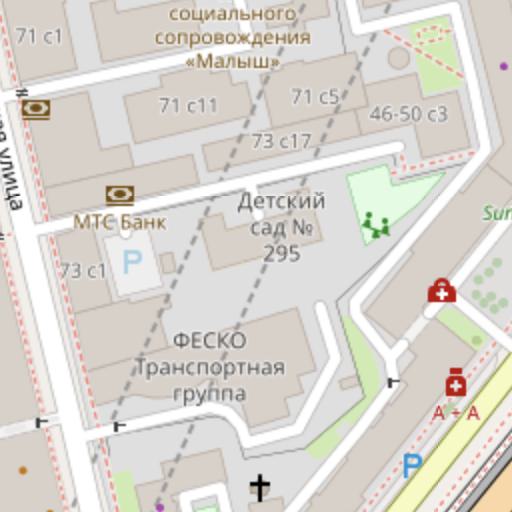 социального
сопровождения
«Малыш»
71 с1
71 с11
71 с5
46-50 с3
73 с17
улица
МТС Банк
Детский
сад №
295
P
73 с1
Sun
ФЕСКО
Транспортная
группа
А + А
P